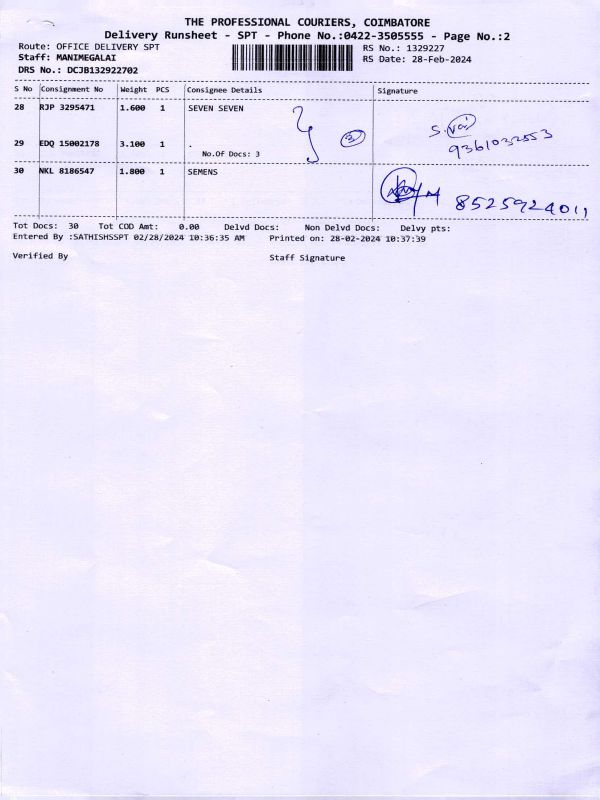 THE PROFESSIONAL COURIERS, COIMBATORE
Delivery Runsheet - SPT - Phone No.:0422-3505555 - Page No.:2
Route: OFFICE DELIVERY SPT RS No.: 1329227
Staff: MANIMEGALAI RS Date: 28-Feb-2024
DRS No.: DCJB132922702
S No Consignment No Weight PCS Consignee Details Signature
28 RJP 3295471 1.600 1 SEVEN SEVEN
3
9361032553
29 EDQ 15002178 3.100 1 .
No.Of Docs: 3
30 NKL 8186547 1.800 1 SEMENS
8525924011
Tot Docs: 30 Tot COD Amt: 0.00 Delvd Docs: Non Delvd Docs: Delvy pts:
Entered By :SATHISHSSPT 02/28/2024 10:36:35 AM Printed on: 28-02-2024 10:37:39
Verified By Staff Signature